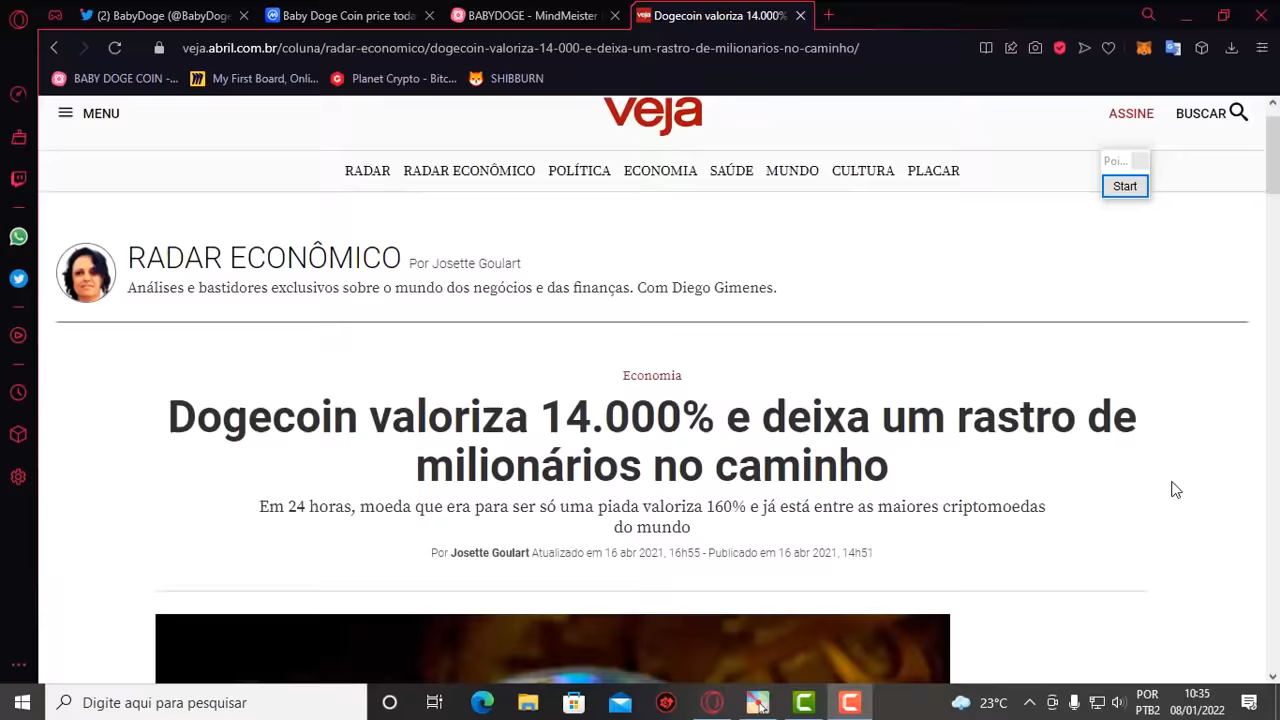 (2) BabyDoge (@BabyDoge
Baby Doge Coin price toda
BABYDOGE - MindMeister
Dogecoin valoriza 14.000%
veja.abril.com.br/coluna/radar-economico/dogecoin-valoriza-14-000-e-deixa-um-rastro-de-milionarios-no-caminho/
BABY DOGE COIN -...
My First Board, Onli...
Planet Crypto - Bitc...
SHIBBURN
MENU
veja
ASSINE
BUSCAR
Poi...
Start
RADAR RADAR ECONÔMICO POLÍTICA ECONOMIA SAÚDE MUNDO CULTURA PLACAR
RADAR ECONÔMICO Por Josette Goulart
Análises e bastidores exclusivos sobre o mundo dos negócios e das finanças. Com Diego Gimenes.
Economia
Dogecoin valoriza 14.000% e deixa um rastro de
milionários no caminho
Em 24 horas, moeda que era para ser só uma piada valoriza 160% e já está entre as maiores criptomoedas
do mundo
Por Josette Goulart Atualizado em 16 abr 2021, 16h55 - Publicado em 16 abr 2021, 14h51
Digite aqui para pesquisar
23°C
POR
PTB2
10:35
08/01/2022